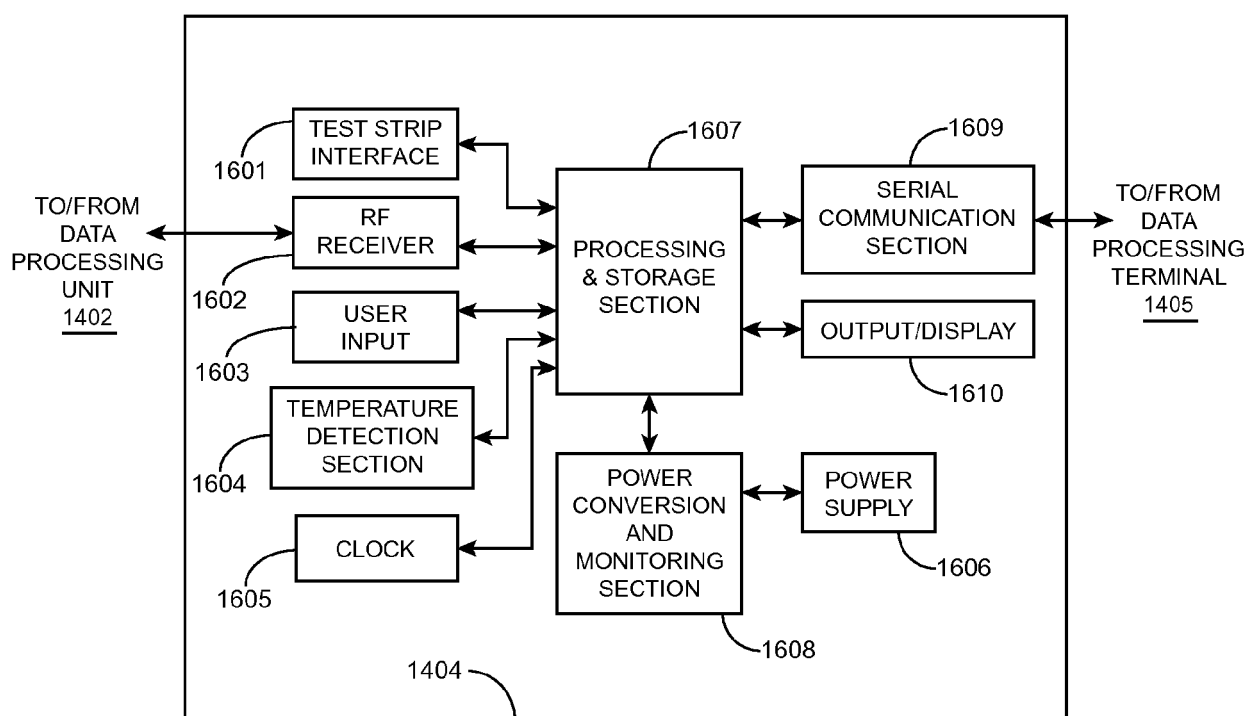 TO/FROM
DATA
PROCESSING
UNIT
1402
TEST STRIP
INTERFACE
1601
RF
RECEIVER
1602
USER
INPUT
1603
TEMPERATURE
DETECTION
SECTION
1604
CLOCK
1605
1607
PROCESSING
& STORAGE
SECTION
POWER
CONVERSION
AND
MONITORING
SECTION
1608
1609
SERIAL
COMMUNICATION
SECTION
OUTPUT/DISPLAY
1610
POWER
SUPPLY
1606
TO/FROM
DATA
PROCESSING
TERMINAL
1405
1404